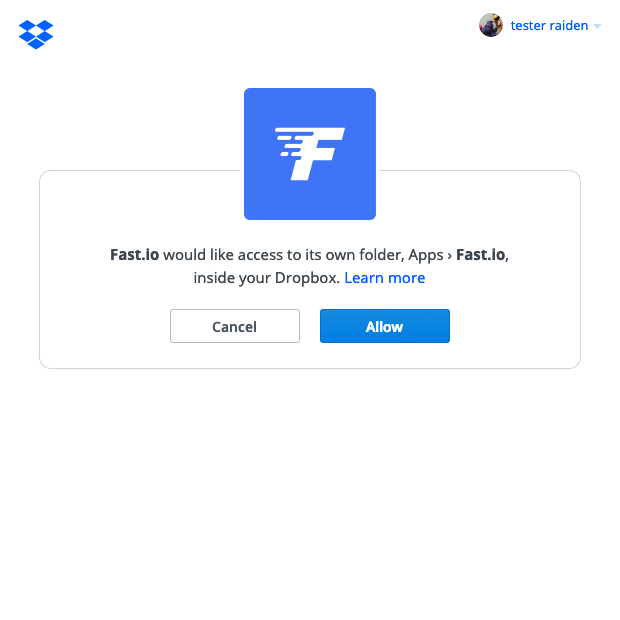 tester raiden
Fast.io would like access to its own folder, Apps › Fast.io,
inside your Dropbox. Learn more
Cancel
Allow